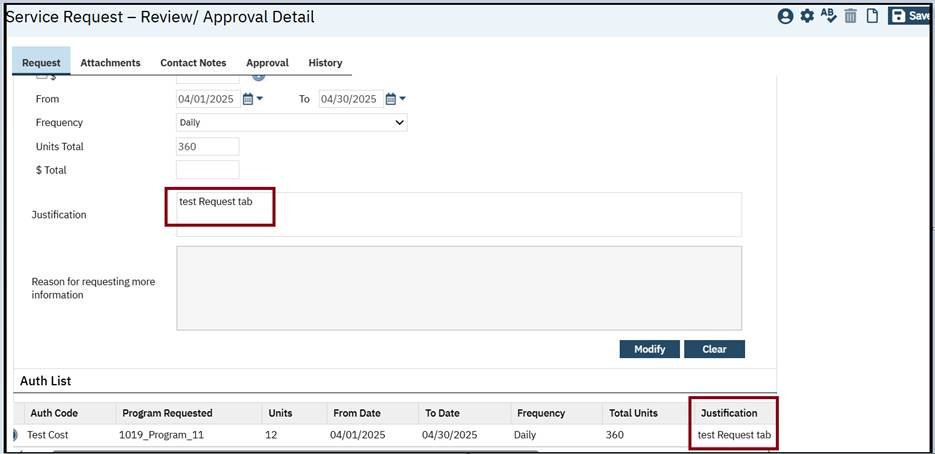 Service Request – Review/ Approval Detail
AB
Save
Request Attachments Contact Notes Approval History
$
From 04/01/2025 To 04/30/2025
Frequency Daily
Units Total 360
$ Total
Justification test Request tab
Reason for requesting more
information
Modify Clear
Auth List
Auth Code Program Requested Units From Date To Date Frequency Total Units Justification
Test Cost 1019_Program_11 12 04/01/2025 04/30/2025 Daily 360 test Request tab